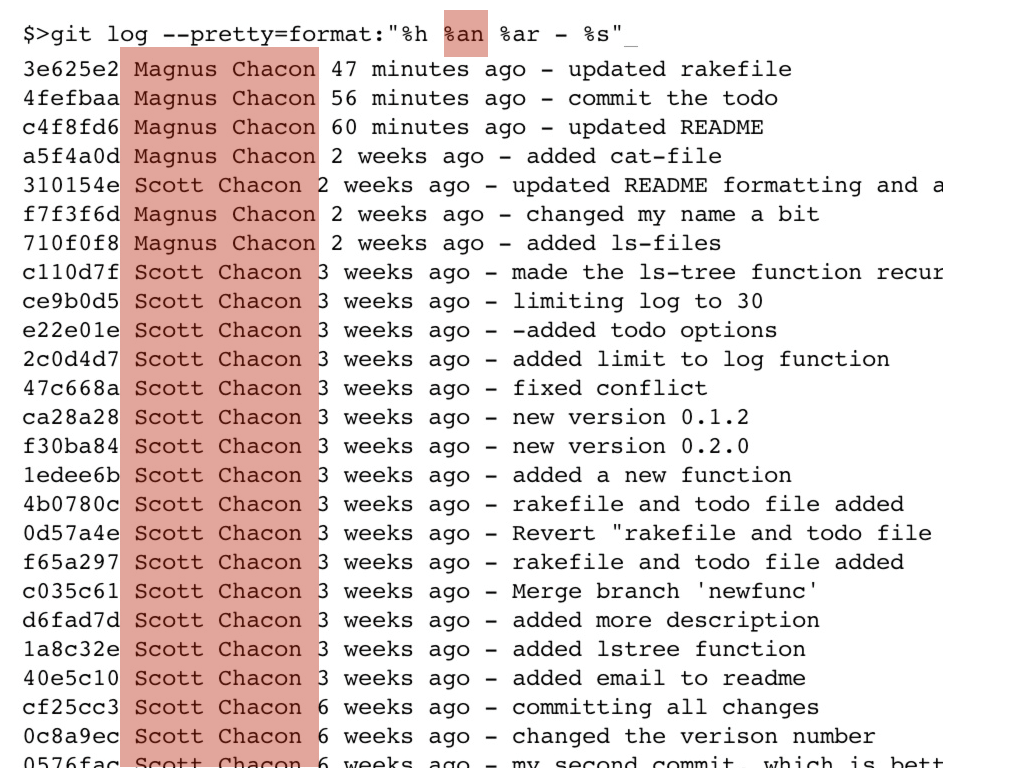 $>git log --pretty=format:"%h %an %ar - %s"_
3e625e2 Magnus Chacon 47 minutes ago - updated rakefile
4fefbaa Magnus Chacon 56 minutes ago - commit the todo
c4f8fd6 Magnus Chacon 60 minutes ago - updated README
a5f4a0d Magnus Chacon 2 weeks ago - added cat-file
310154e Scott Chacon 2 weeks ago - updated README formatting and a
f7f3f6d Magnus Chacon 2 weeks ago - changed my name a bit
710f0f8 Magnus Chacon 2 weeks ago - added ls-files
c110d7f Scott Chacon 3 weeks ago - made the ls-tree function recur
ce9b0d5 Scott Chacon 3 weeks ago - limiting log to 30
e22e01e Scott Chacon 3 weeks ago - -added todo options
2c0d4d7 Scott Chacon 3 weeks ago - added limit to log function
47c668a Scott Chacon 3 weeks ago - fixed conflict
ca28a28 Scott Chacon 3 weeks ago - new version 0.1.2
f30ba84 Scott Chacon 3 weeks ago - new version 0.2.0
1edee6b Scott Chacon 3 weeks ago - added a new function
4b0780c Scott Chacon 3 weeks ago - rakefile and todo file added
0d57a4e Scott Chacon 3 weeks ago - Revert "rakefile and todo file
f65a297 Scott Chacon 3 weeks ago - rakefile and todo file added
c035c61 Scott Chacon 3 weeks ago - Merge branch 'newfunc'
d6fad7d Scott Chacon 3 weeks ago - added more description
1a8c32e Scott Chacon 3 weeks ago - added lstree function
40e5c10 Scott Chacon 3 weeks ago - added email to readme
cf25cc3 Scott Chacon 6 weeks ago - committing all changes
0c8a9ec Scott Chacon 6 weeks ago - changed the verison number
0576fac Scott Chacon 6 weeks ago - my second commit, which is bett